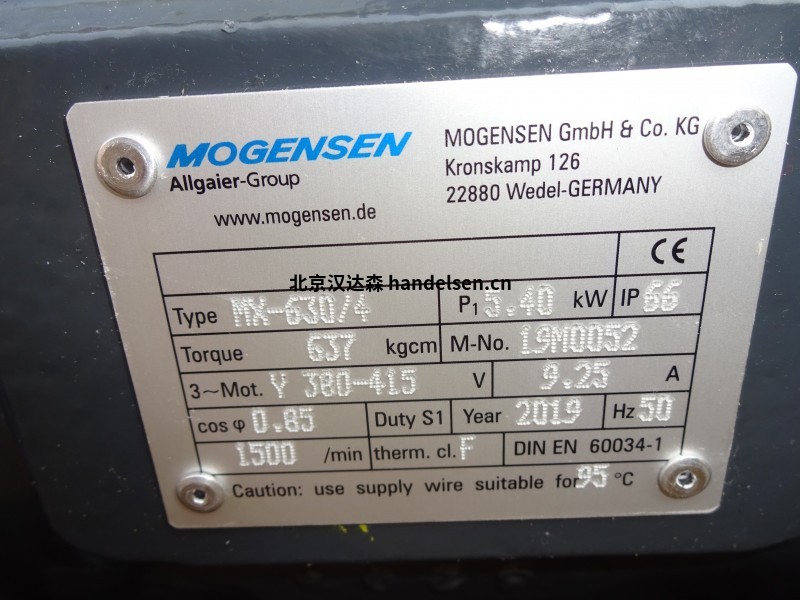 MOGENSEN
Allgaier-Group
www.mogensen.de
MOGENSEN GmbH & Co. KG
Kronskamp 126
22880 Wedel-GERMANY
CE
北京汉达森 handelsen.cn
Type MX-630/4 P1 5.40 kW IP 66
Torque 637 kgcm M-No. 19M0052
3~Mot. Y 380-415 V 9.25 A
cos φ 0.85 Duty S1 Year 2019 Hz 50
1500 /min therm. cl. F DIN EN 60034-1
Caution: use supply wire suitable for 95 °C